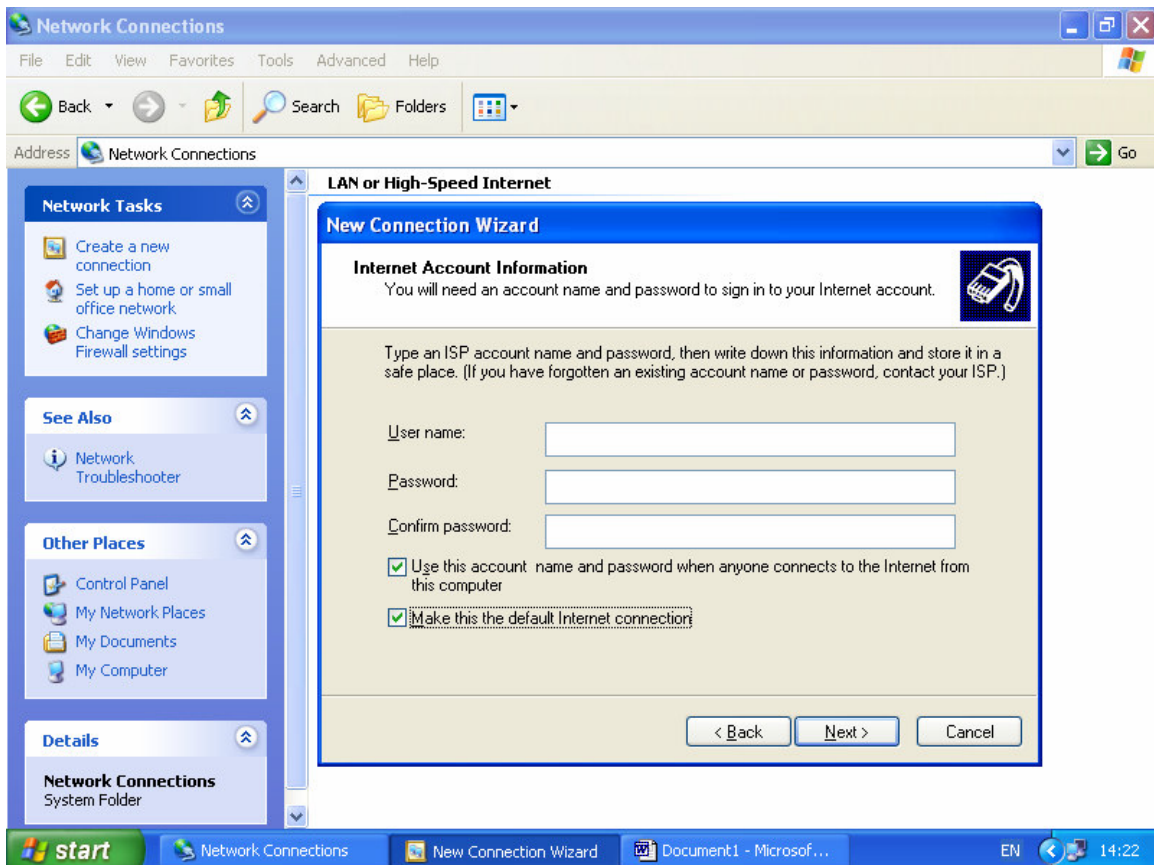 Network Connections
File Edit View Favorites Tools Advanced Help
Back Search Folders
Address Network Connections Go
Network Tasks
Create a new
connection
Set up a home or small
office network
Change Windows
Firewall settings
See Also
Network
Troubleshooter
Other Places
Control Panel
My Network Places
My Documents
My Computer
Details
Network Connections
System Folder
LAN or High-Speed Internet
New Connection Wizard
Internet Account Information
You will need an account name and password to sign in to your Internet account.
Type an ISP account name and password, then write down this information and store it in a
safe place. (If you have forgotten an existing account name or password, contact your ISP.)
User name:
Password:
Confirm password:
Use this account name and password when anyone connects to the Internet from
this computer
Make this the default Internet connection
< Back Next > Cancel
start Network Connections New Connection Wizard Document1 - Microsof... EN 14:22